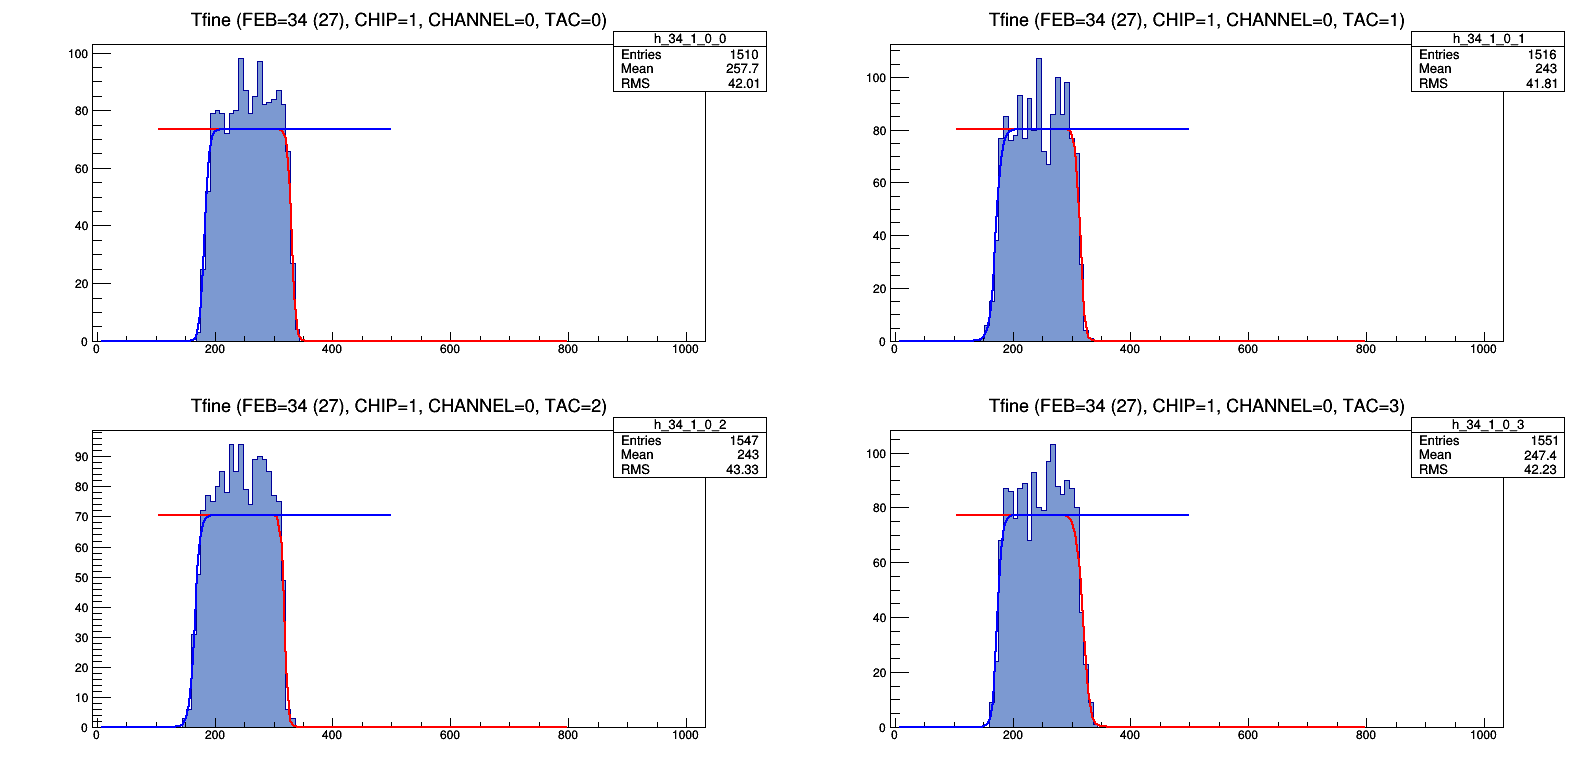 Tfine (FEB=34 (27), CHIP=1, CHANNEL=0, TAC=0)
h_34_1_0_0
Entries 1510
Mean 257.7
RMS 42.01
100
80
60
40
20
0
0 200 400 600 800 1000
Tfine (FEB=34 (27), CHIP=1, CHANNEL=0, TAC=1)
h_34_1_0_1
Entries 1516
Mean 243
RMS 41.81
100
80
60
40
20
0
0 200 400 600 800 1000
Tfine (FEB=34 (27), CHIP=1, CHANNEL=0, TAC=2)
h_34_1_0_2
Entries 1547
Mean 243
RMS 43.33
90
80
70
60
50
40
30
20
10
0
0 200 400 600 800 1000
Tfine (FEB=34 (27), CHIP=1, CHANNEL=0, TAC=3)
h_34_1_0_3
Entries 1551
Mean 247.4
RMS 42.23
100
80
60
40
20
0
0 200 400 600 800 1000